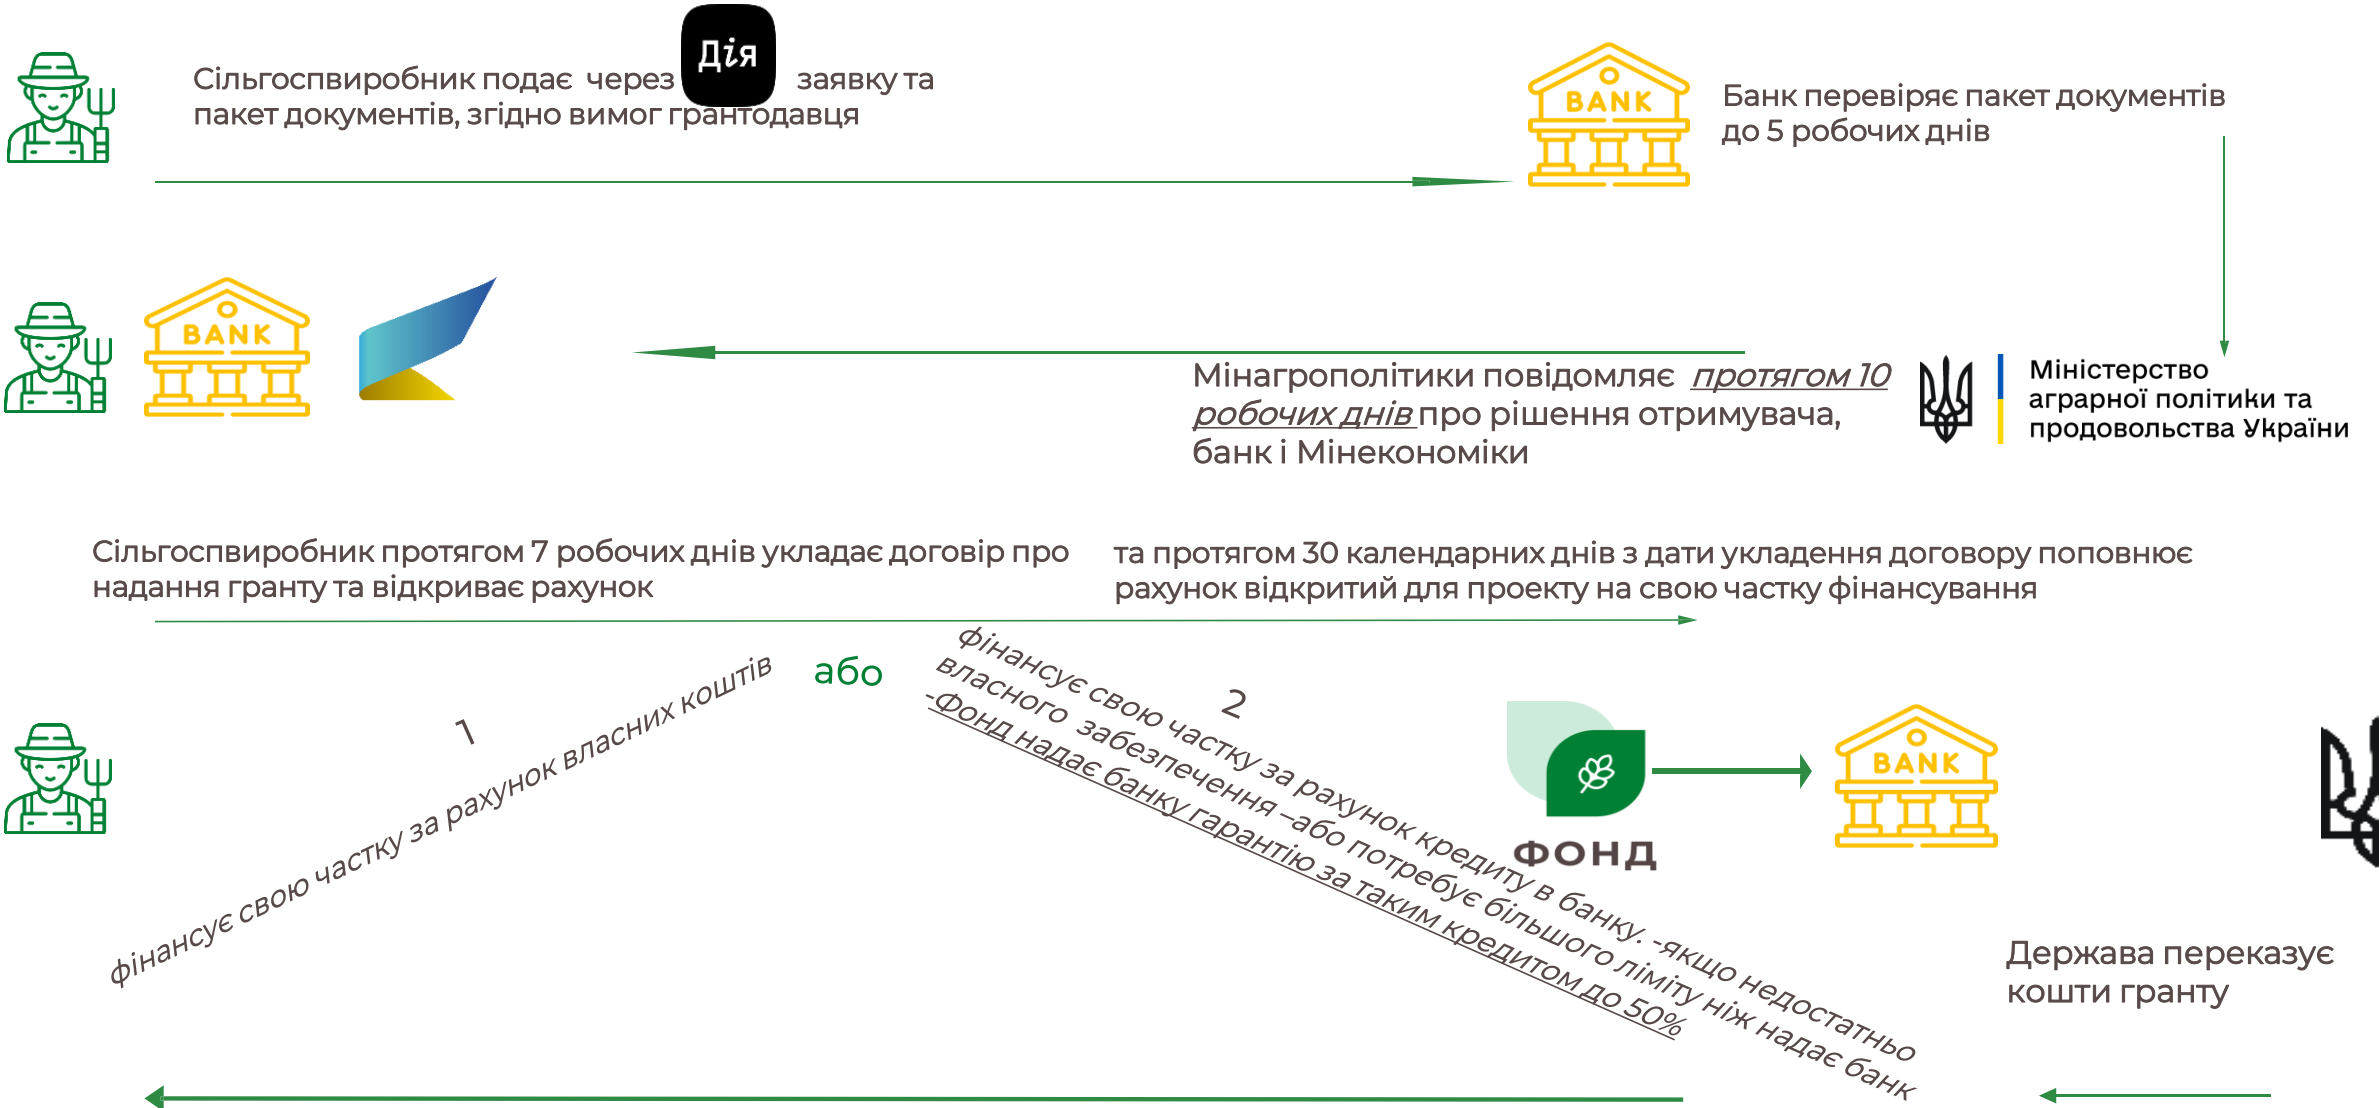 Дія
Сільгоспвиробник подає через заявку та
пакет документів, згідно вимог грантодавця
BANK
Банк перевіряє пакет документів
до 5 робочих днів
BANK
Мінагрополітики повідомляє протягом 10
робочих днів про рішення отримувача,
банк і Мінекономіки
Міністерство
аграрної політики та
продовольства України
Сільгоспвиробник протягом 7 робочих днів укладає договір про
надання гранту та відкриває рахунок
та протягом 30 календарних днів з дати укладення договору поповнює
рахунок відкритий для проекту на свою частку фінансування
1
фінансує свою частку за рахунок власних коштів
або
2
фінансує свою частку за рахунок кредиту в банку. -якщо недостатньо
власного забезпечення –або потребує більшого ліміту ніж надає банк
-Фонд надає банку гарантію за таким кредитом до 50%
ФОНД
BANK
Держава переказує
кошти гранту